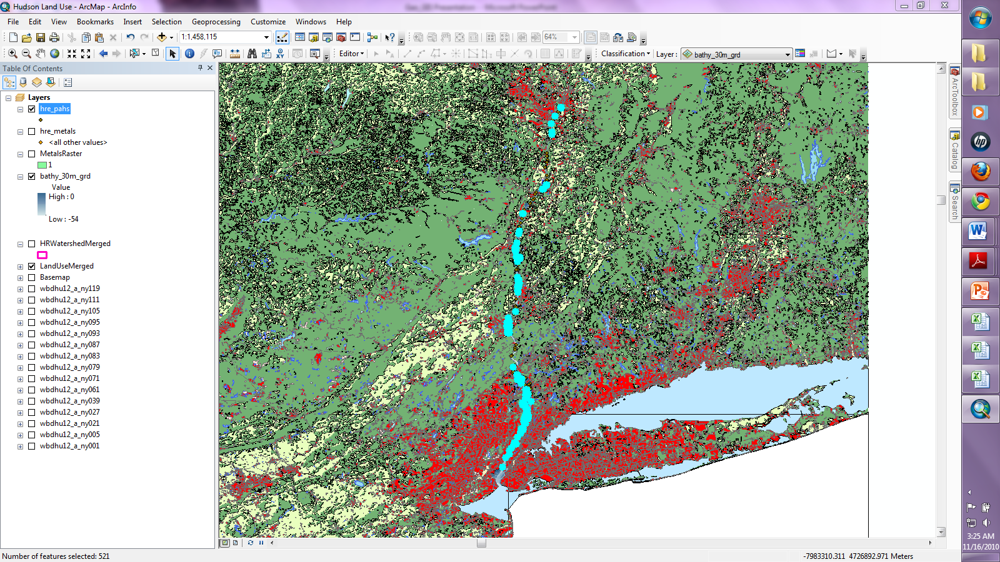 Hudson Land Use - ArcMap - ArcInfo
File Edit View Bookmarks Insert Selection Geoprocessing Customize Windows Help
1:1,458,115
64%
Editor
Classification
Layer :
bathy_30m_grd
Table Of Contents
Layers
hre_pahs
hre_metals
<all other values>
MetalsRaster
1
bathy_30m_grd
Value
High : 0
Low : -54
HRWatershedMerged
LandUseMerged
Basemap
wbdhu12_a_ny119
wbdhu12_a_ny111
wbdhu12_a_ny105
wbdhu12_a_ny095
wbdhu12_a_ny093
wbdhu12_a_ny087
wbdhu12_a_ny083
wbdhu12_a_ny079
wbdhu12_a_ny071
wbdhu12_a_ny061
wbdhu12_a_ny039
wbdhu12_a_ny027
wbdhu12_a_ny021
wbdhu12_a_ny005
wbdhu12_a_ny001
ArcToolbox
Catalog
Search
hp
3:25 AM
11/16/2010
Number of features selected: 521
-7983310.311 4726892.971 Meters